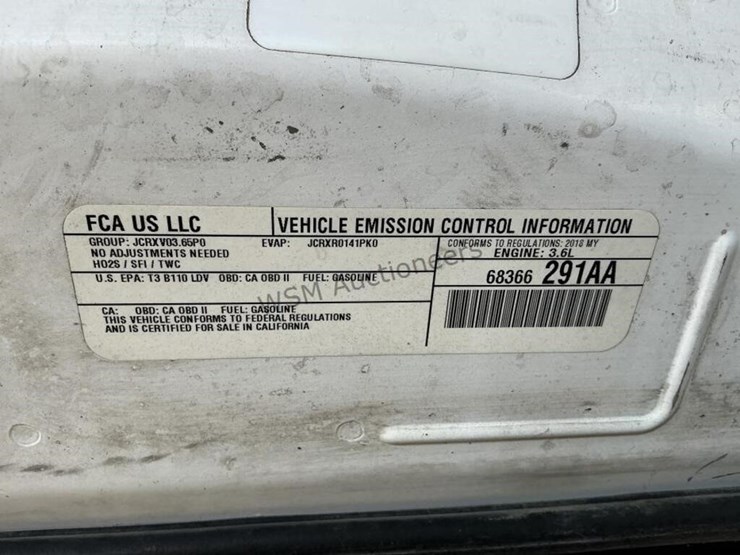 FCA US LLC
VEHICLE EMISSION CONTROL INFORMATION
GROUP: JCRXV03.65P0 EVAP: JCRXR0141PK0
NO ADJUSTMENTS NEEDED
HO2S / SFI / TWC
CONFORMS TO REGULATIONS: 2018 MY
ENGINE: 3.6L
U.S. EPA: T3 B110 LDV OBD: CA OBD II FUEL: GASOLINE
68366 291AA
CA: OBD: CA OBD II FUEL: GASOLINE
THIS VEHICLE CONFORMS TO FEDERAL REGULATIONS
AND IS CERTIFIED FOR SALE IN CALIFORNIA
WSM Auctioneers